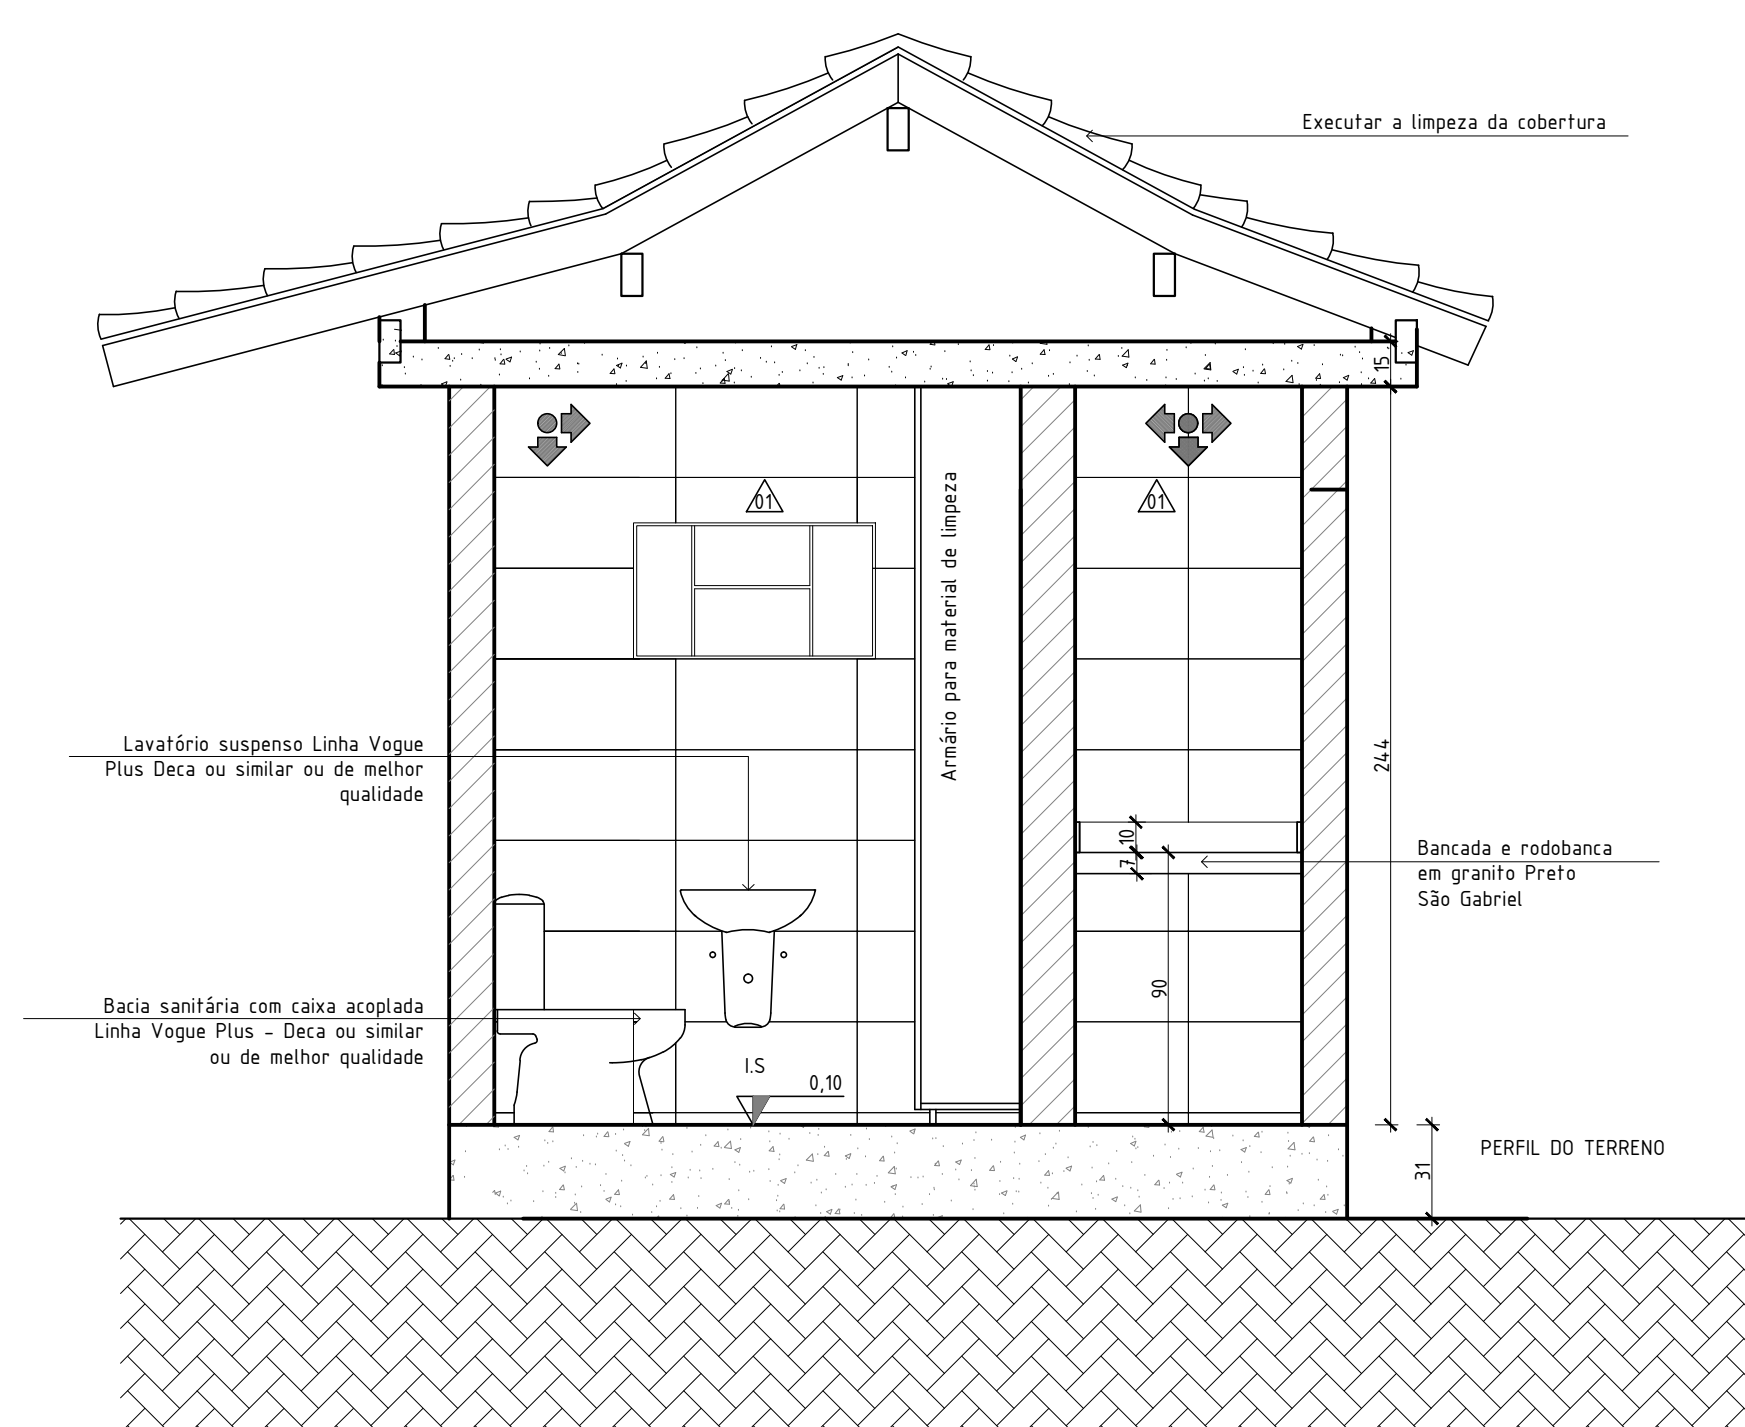 Executar a limpeza da cobertura
15
01
01
Armário para material de limpeza
244
Lavatório suspenso Linha Vogue
Plus Deca ou similar ou de melhor
qualidade
10
7
Bancada e rodobanca
em granito Preto
São Gabriel
90
Bacia sanitária com caixa acoplada
Linha Vogue Plus - Deca ou similar
ou de melhor qualidade
I.S
0,10
PERFIL DO TERRENO
31